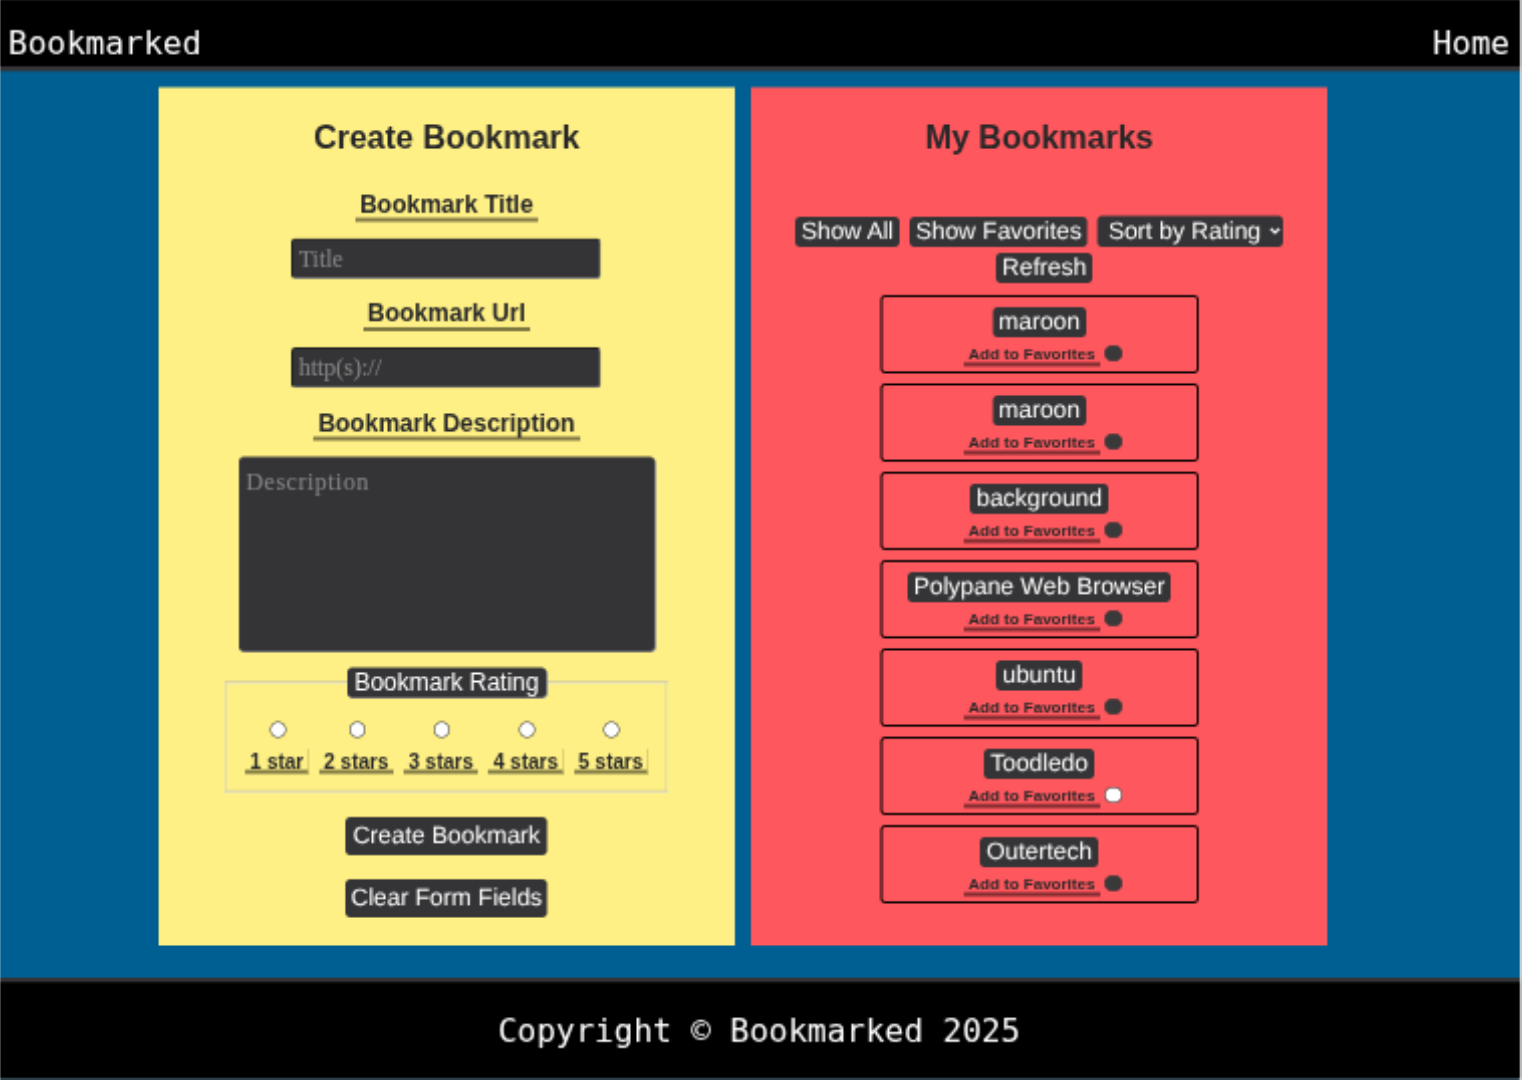 Bookmarked
Home
Create Bookmark
Bookmark Title
Title
Bookmark Url
http(s)://
Bookmark Description
Description
Bookmark Rating
1 star 2 stars 3 stars 4 stars 5 stars
Create Bookmark
Clear Form Fields
My Bookmarks
Show All Show Favorites Sort by Rating
Refresh
maroon
Add to Favorites
maroon
Add to Favorites
background
Add to Favorites
Polypane Web Browser
Add to Favorites
ubuntu
Add to Favorites
Toodledo
Add to Favorites
Outertech
Add to Favorites
Copyright © Bookmarked 2025